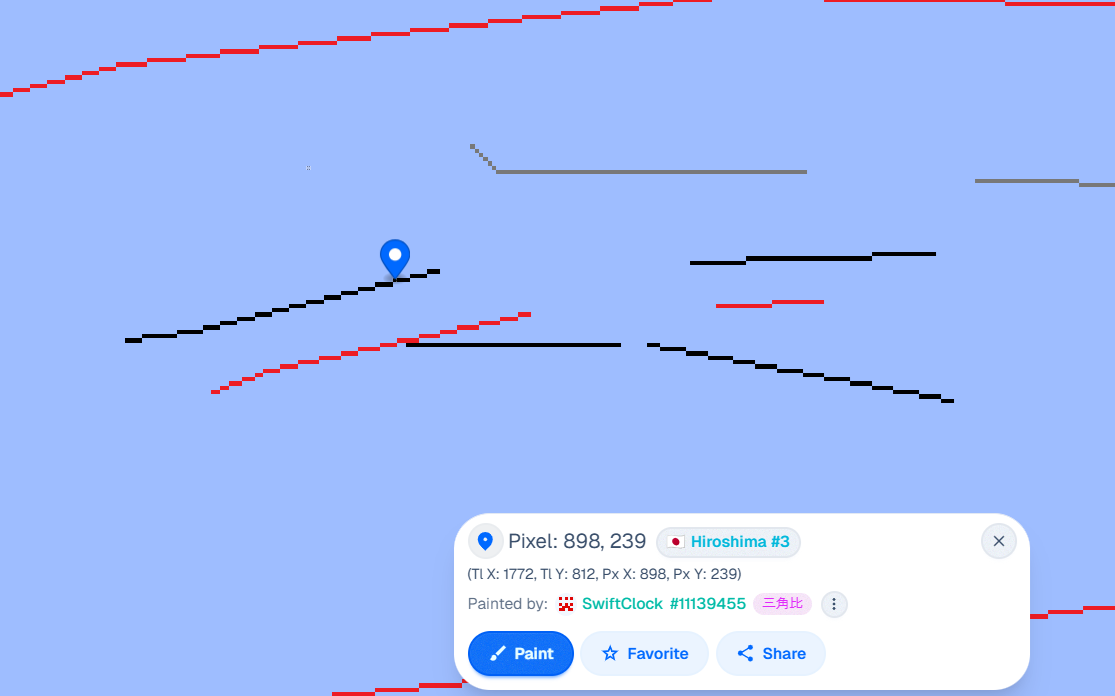 Pixel: 898, 239 Hiroshima #3
(Tl X: 1772, Tl Y: 812, Px X: 898, Px Y: 239)
Painted by: SwiftClock #11139455 三角比
Paint Favorite Share